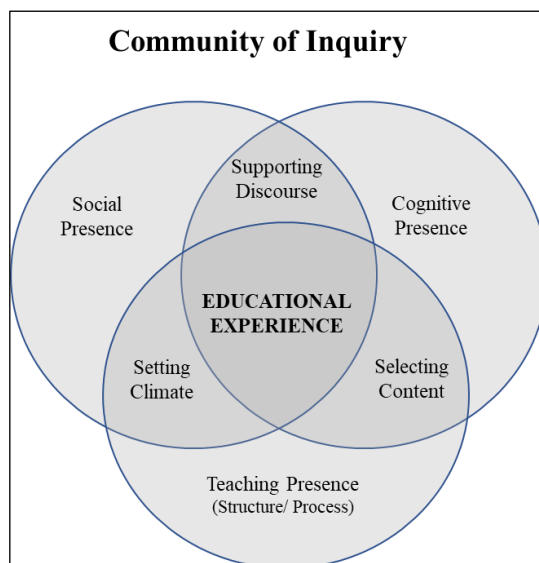 Community of Inquiry
Supporting
Discourse
Social
Presence
Cognitive
Presence
EDUCATIONAL
EXPERIENCE
Setting
Climate
Selecting
Content
Teaching Presence
(Structure/ Process)